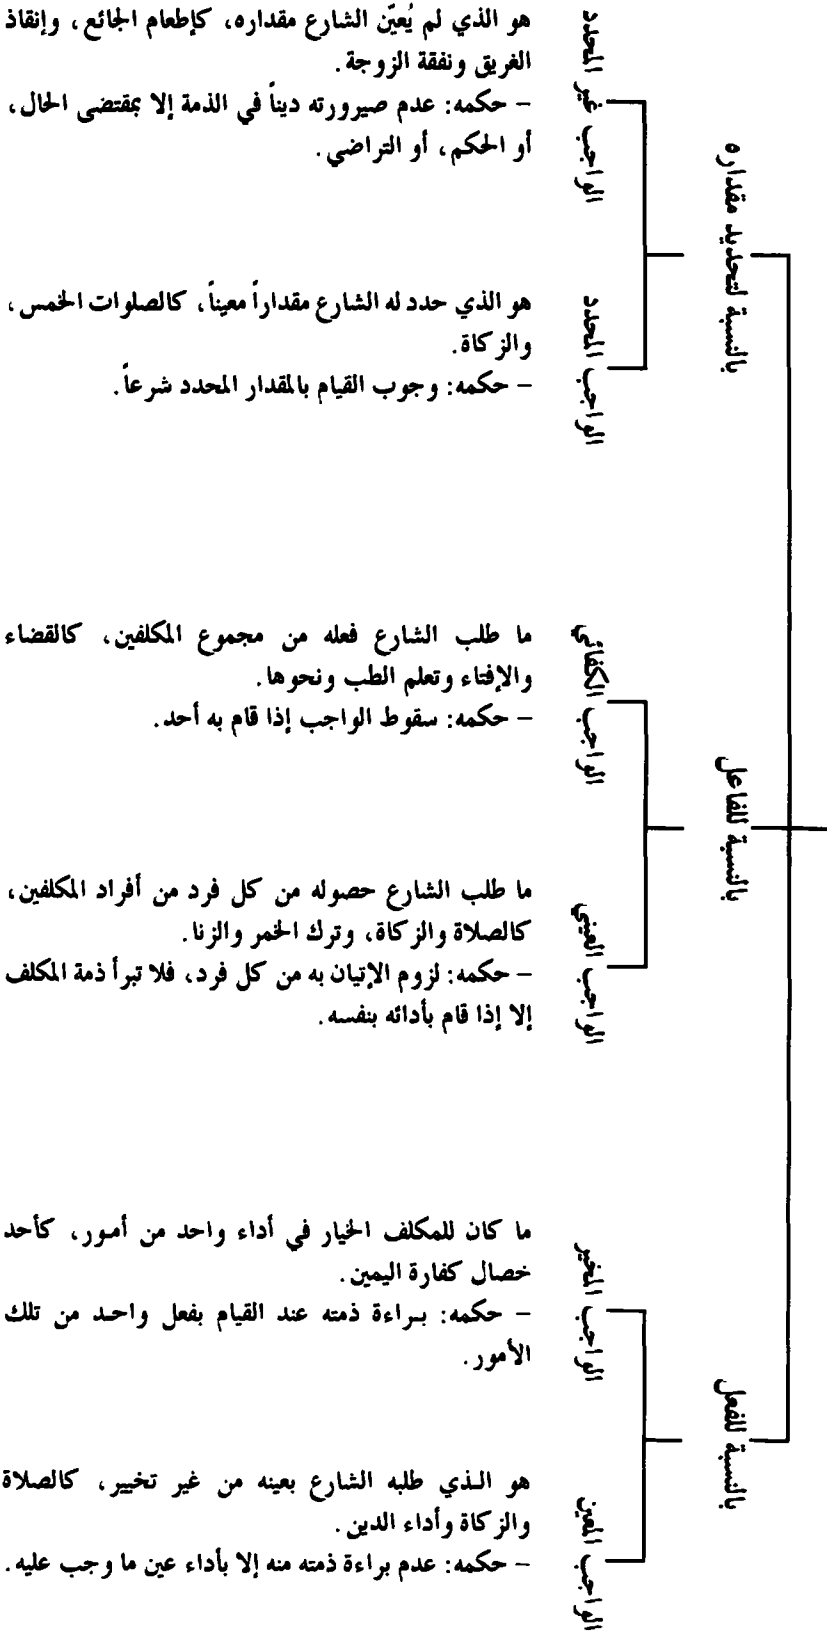 بالنسبة لتحديد مقداره
الواجب غير المحدد
هو الذي لم يُعيّن الشارع مقداره، كإطعام الجائع، وإنقاذ
الغريق ونفقة الزوجة.
– حكمه: عدم صيرورته ديناً في الذمة إلا بمقتضى الحال،
أو الحكم، أو التراضي.
الواجب المحدد
هو الذي حدد له الشارع مقداراً معيناً، كالصلوات الخمس،
والزكاة.
– حكمه: وجوب القيام بالمقدار المحدد شرعاً.
بالنسبة للفاعل
الواجب الكفائي
ما طلب الشارع فعله من مجموع المكلفين، كالقضاء
والإفتاء وتعلم الطب ونحوها.
– حكمه: سقوط الواجب إذا قام به أحد.
الواجب العيني
ما طلب الشارع حصوله من كل فرد من أفراد المكلفين،
كالصلاة والزكاة، وترك الخمر والزنا.
– حكمه: لزوم الإتيان به من كل فرد، فلا تبرأ ذمة المكلف
إلا إذا قام بأدائه بنفسه.
بالنسبة للفعل
الواجب المخير
ما كان للمكلف الخيار في أداء واحد من أمور، كأحد
خصال كفارة اليمين.
– حكمه: براءة ذمته عند القيام بفعل واحد من تلك
الأمور.
الواجب المعين
هو الذي طلبه الشارع بعينه من غير تخيير، كالصلاة
والزكاة وأداء الدين.
– حكمه: عدم براءة ذمته منه إلا بأداء عين ما وجب عليه.